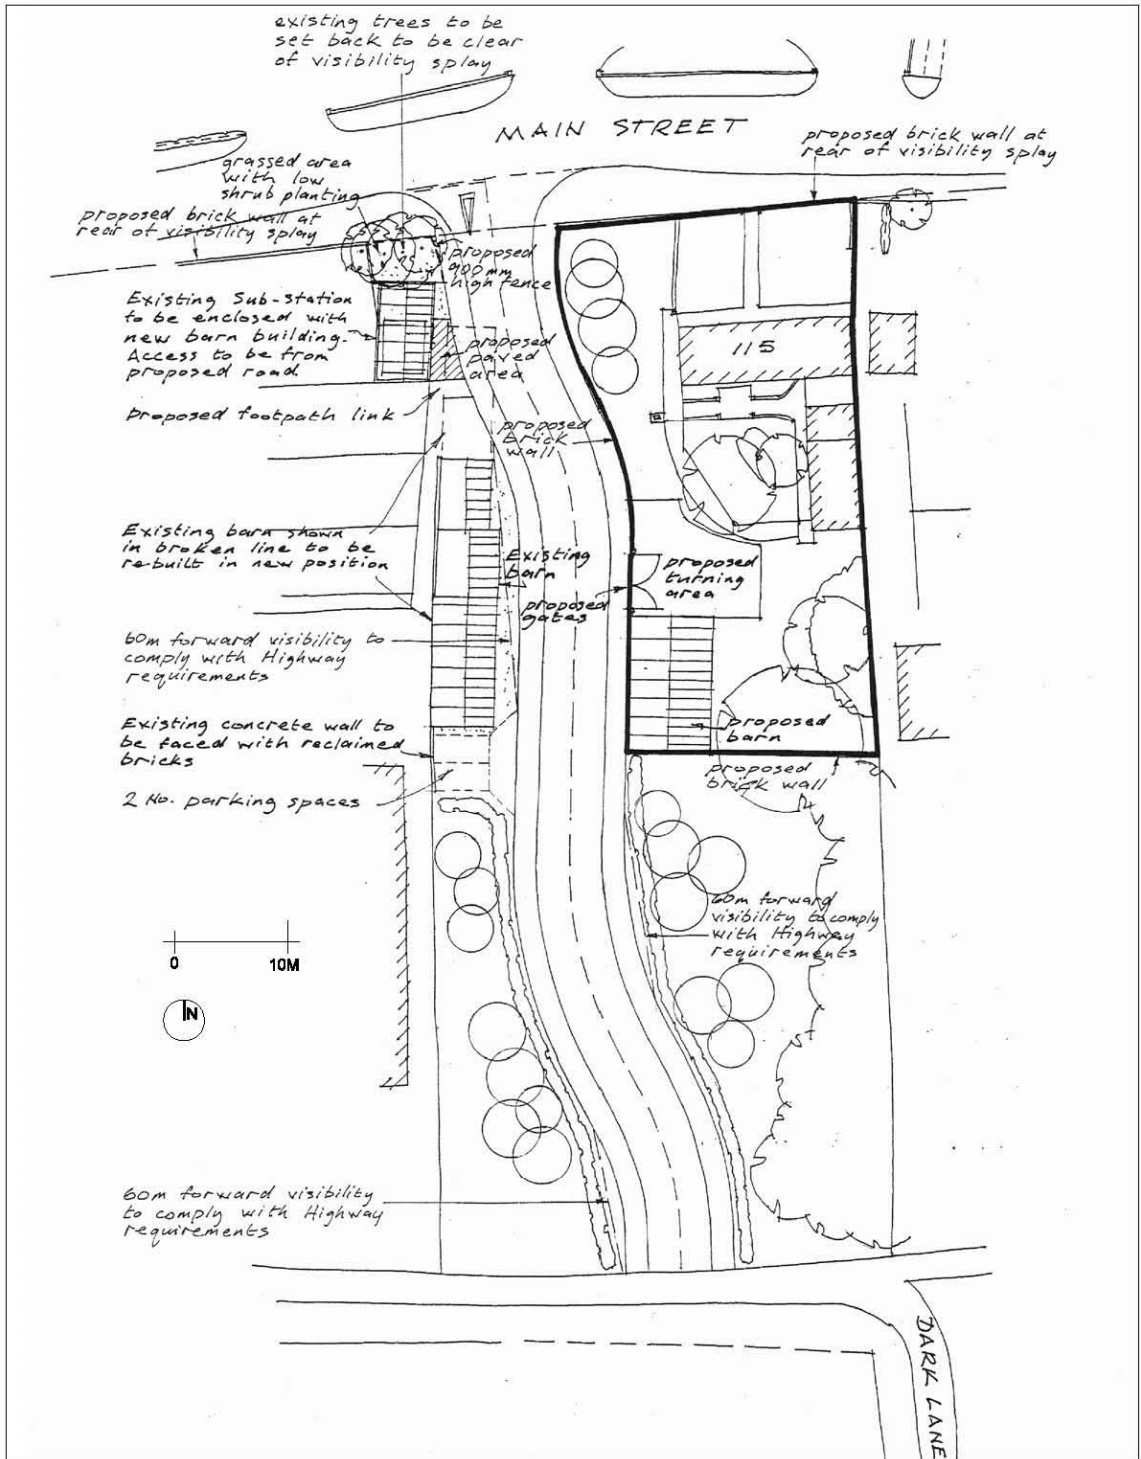 existing trees to be
set back to be clear
of visibility splay
MAIN STREET
proposed brick wall at
rear of visibility splay
grassed area
with low
shrub planting
proposed brick wall at
rear of visibility splay
proposed
900mm
high fence
Existing Sub-station
to be enclosed with
new barn building.
Access to be from
proposed road
proposed
paved
area
115
proposed footpath link
proposed
brick
wall
Existing barn shown
in broken line to be
re-built in new position
Existing
barn
proposed
turning
area
proposed
gates
60m forward visibility to
comply with Highway
requirements
Existing concrete wall to
be faced with reclaimed
bricks
proposed
barn
proposed
brick wall
2 No. parking spaces
60m forward
visibility to comply
with Highway
requirements
0 10M
N
60m forward visibility
to comply with Highway
requirements
DARK LANE